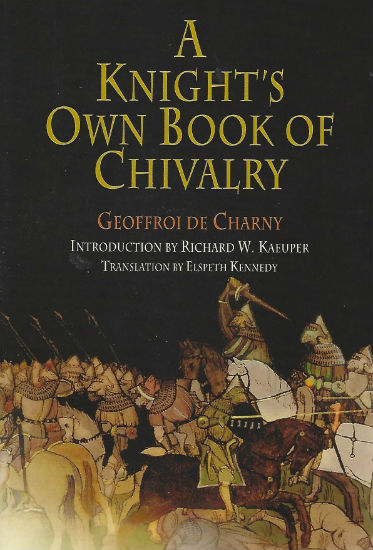 A
KNIGHT'S
OWN BOOK OF
CHIVALRY
GEOFFROI DE CHARNY
INTRODUCTION BY RICHARD W. KAEUPER
TRANSLATION BY ELSPETH KENNEDY